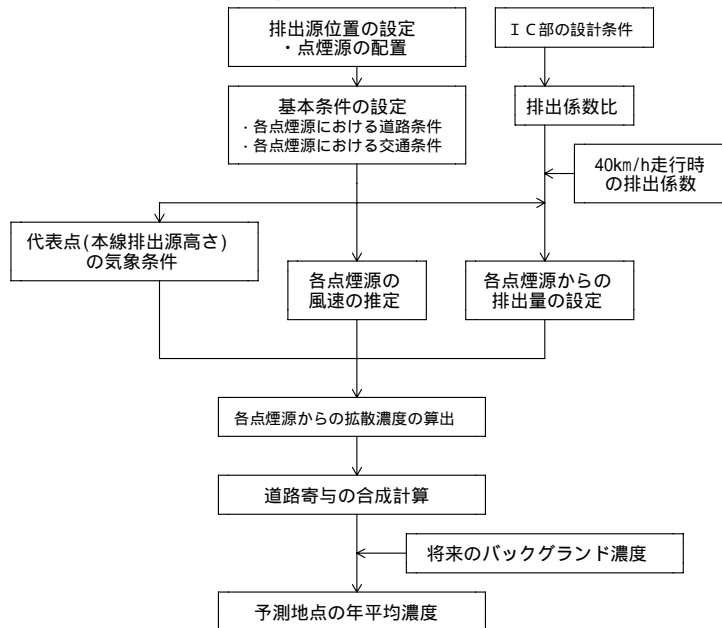 排出源位置の設定
・点煙源の配置
ＩＣ部の設計条件
基本条件の設定
・各点煙源における道路条件
・各点煙源における交通条件
排出係数比
40km/h走行時
の排出係数
代表点(本線排出源高さ)
の気象条件
各点煙源の
風速の推定
各点煙源からの
排出量の設定
各点煙源からの拡散濃度の算出
道路寄与の合成計算
将来のバックグランド濃度
予測地点の年平均濃度